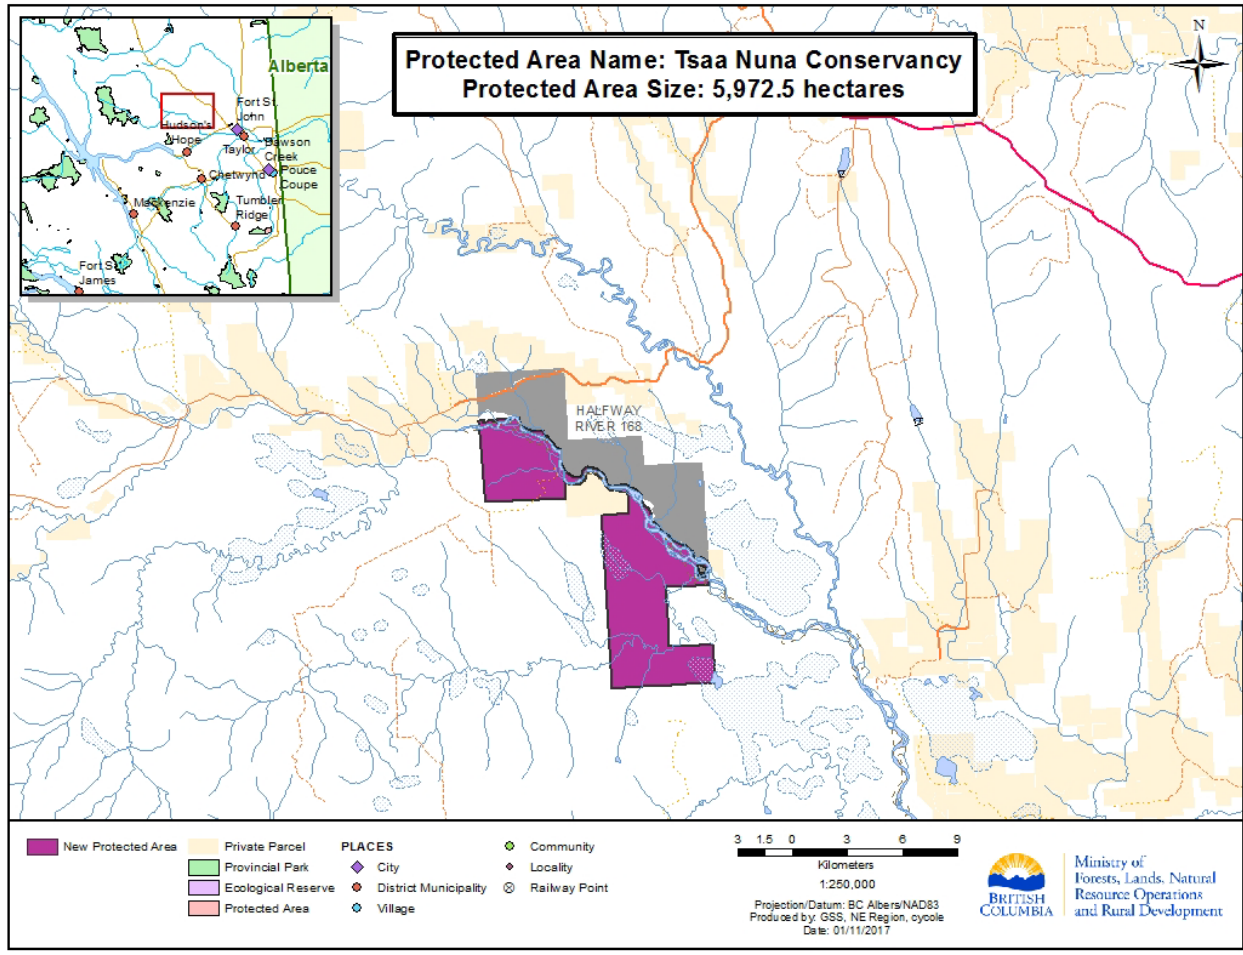 Protected Area Name: Tsaa Nuna Conservancy
Protected Area Size: 5,972.5 hectares
N
Alberta
Fort St.
John
Hudson's
Hope
Taylor
Dawson
Creek
Chetwynd
Pouce
Coupe
Mackenzie
Tumbler
Ridge
Fort St.
James
HALFWAY
RIVER 168
New Protected Area
Private Parcel
Provincial Park
Ecological Reserve
Protected Area
PLACES
City
District Municipality
Village
Community
Locality
Railway Point
3 1.5 0 3 6 9
Kilometers
1:250,000
Projection/Datum: BC Albers/NAD83
Produced by: GSS, NE Region, cycole
Date: 01/11/2017
BRITISH
COLUMBIA
Ministry of
Forests, Lands, Natural
Resource Operations
and Rural Development